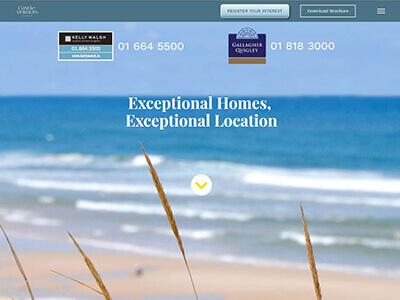 Castle
VERNON
REGISTER YOUR INTEREST
Download Brochure
KELLY WALSH
01.664.5500
www.kellywalsh.ie
01 664 5500
GALLAGHER
QUIGLEY
01 818 3000
Exceptional Homes,
Exceptional Location